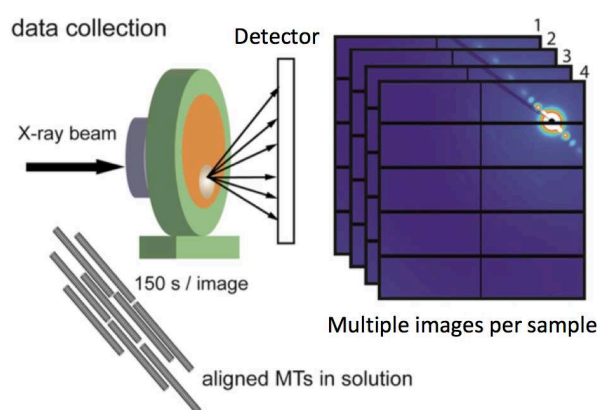 data collection
Detector
1
2
3
4
X-ray beam
150 s / image
Multiple images per sample
aligned MTs in solution